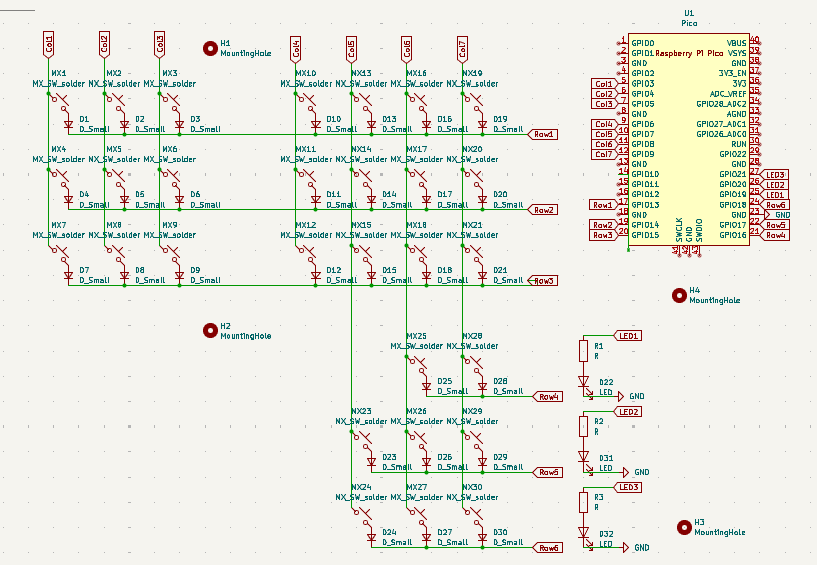 U1
Pico
Col1
Col2
Col3
Col4
Col5
Col6
Col7
H1
MountingHole
MX1
MX_SW_solder
MX2
MX_SW_solder
MX3
MX_SW_solder
MX10
MX_SW_solder
MX13
MX_SW_solder
MX16
MX_SW_solder
MX19
MX_SW_solder
D1
D_Small
D2
D_Small
D3
D_Small
D10
D_Small
D13
D_Small
D16
D_Small
D19
D_Small
Row1
MX4
MX_SW_solder
MX5
MX_SW_solder
MX6
MX_SW_solder
MX11
MX_SW_solder
MX14
MX_SW_solder
MX17
MX_SW_solder
MX20
MX_SW_solder
D4
D_Small
D5
D_Small
D6
D_Small
D11
D_Small
D14
D_Small
D17
D_Small
D20
D_Small
Row2
MX7
MX_SW_solder
MX8
MX_SW_solder
MX9
MX_SW_solder
MX12
MX_SW_solder
MX15
MX_SW_solder
MX18
MX_SW_solder
MX21
MX_SW_solder
D7
D_Small
D8
D_Small
D9
D_Small
D12
D_Small
D15
D_Small
D18
D_Small
D21
D_Small
Row3
H2
MountingHole
MX25
MX_SW_solder
MX28
MX_SW_solder
D25
D_Small
D28
D_Small
Row4
NX23
NX_SW_solder
MX26
MX_SW_solder
NX29
NX_SW_solder
D23
D_Small
D26
D_Small
D29
D_Small
Row5
NX24
NX_SW_solder
MX27
MX_SW_solder
NX30
NX_SW_solder
D24
D_Small
D27
D_Small
D30
D_Small
Row6
Raspberry Pi Pico
1 GPIO0
2 GPIO1
3 GND
4 GPIO2
Col1 5 GPIO3
Col2 6 GPIO4
Col3 7 GPIO5
8 GND
Col4 9 GPIO6
Col5 10 GPIO7
Col6 11 GPIO8
Col7 12 GPIO9
13 GND
14 GPIO10
15 GPIO11
16 GPIO12
Row1 17 GPIO13
18 GND
Row2 19 GPIO14
Row3 20 GPIO15
VBUS 40
VSYS 39
GND 38
3V3_EN 37
3V3 36
ADC_VREF 35
GPIO28_ADC2 34
AGND 33
GPIO27_ADC1 32
GPIO26_ADC0 31
RUN 30
GPIO22 29
GND 28
GPIO21 27 LED3
GPIO20 26 LED2
GPIO19 25 LED1
GPIO18 24 Row6
GND 23 GND
GPIO17 22 Row5
GPIO16 21 Row4
SWCLK 41
GND 42
SWDIO 43
H4
MountingHole
LED1
R1
R
D22
LED
GND
LED2
R2
R
D31
LED
GND
LED3
R3
R
D32
LED
GND
H3
MountingHole